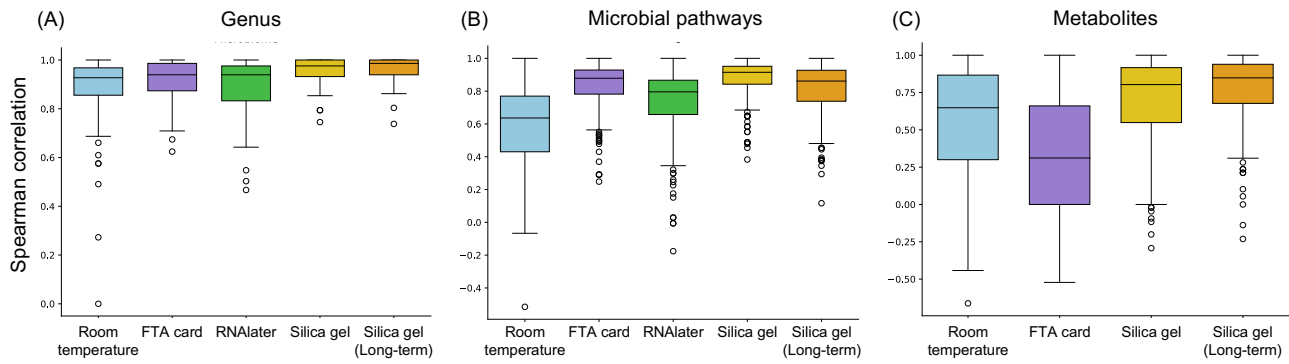 (A)
Genus
Spearman correlation
1.0
0.8
0.6
0.4
0.2
0.0
Room
temperature
FTA card
RNAlater
Silica gel
Silica gel
(Long-term)
(B)
Microbial pathways
1.0
0.8
0.6
0.4
0.2
0.0
−0.2
−0.4
Room
temperature
FTA card
RNAlater
Silica gel
Silica gel
(Long-term)
(C)
Metabolites
1.00
0.75
0.50
0.25
0.00
−0.25
−0.50
Room
temperature
FTA card
Silica gel
Silica gel
(Long-term)